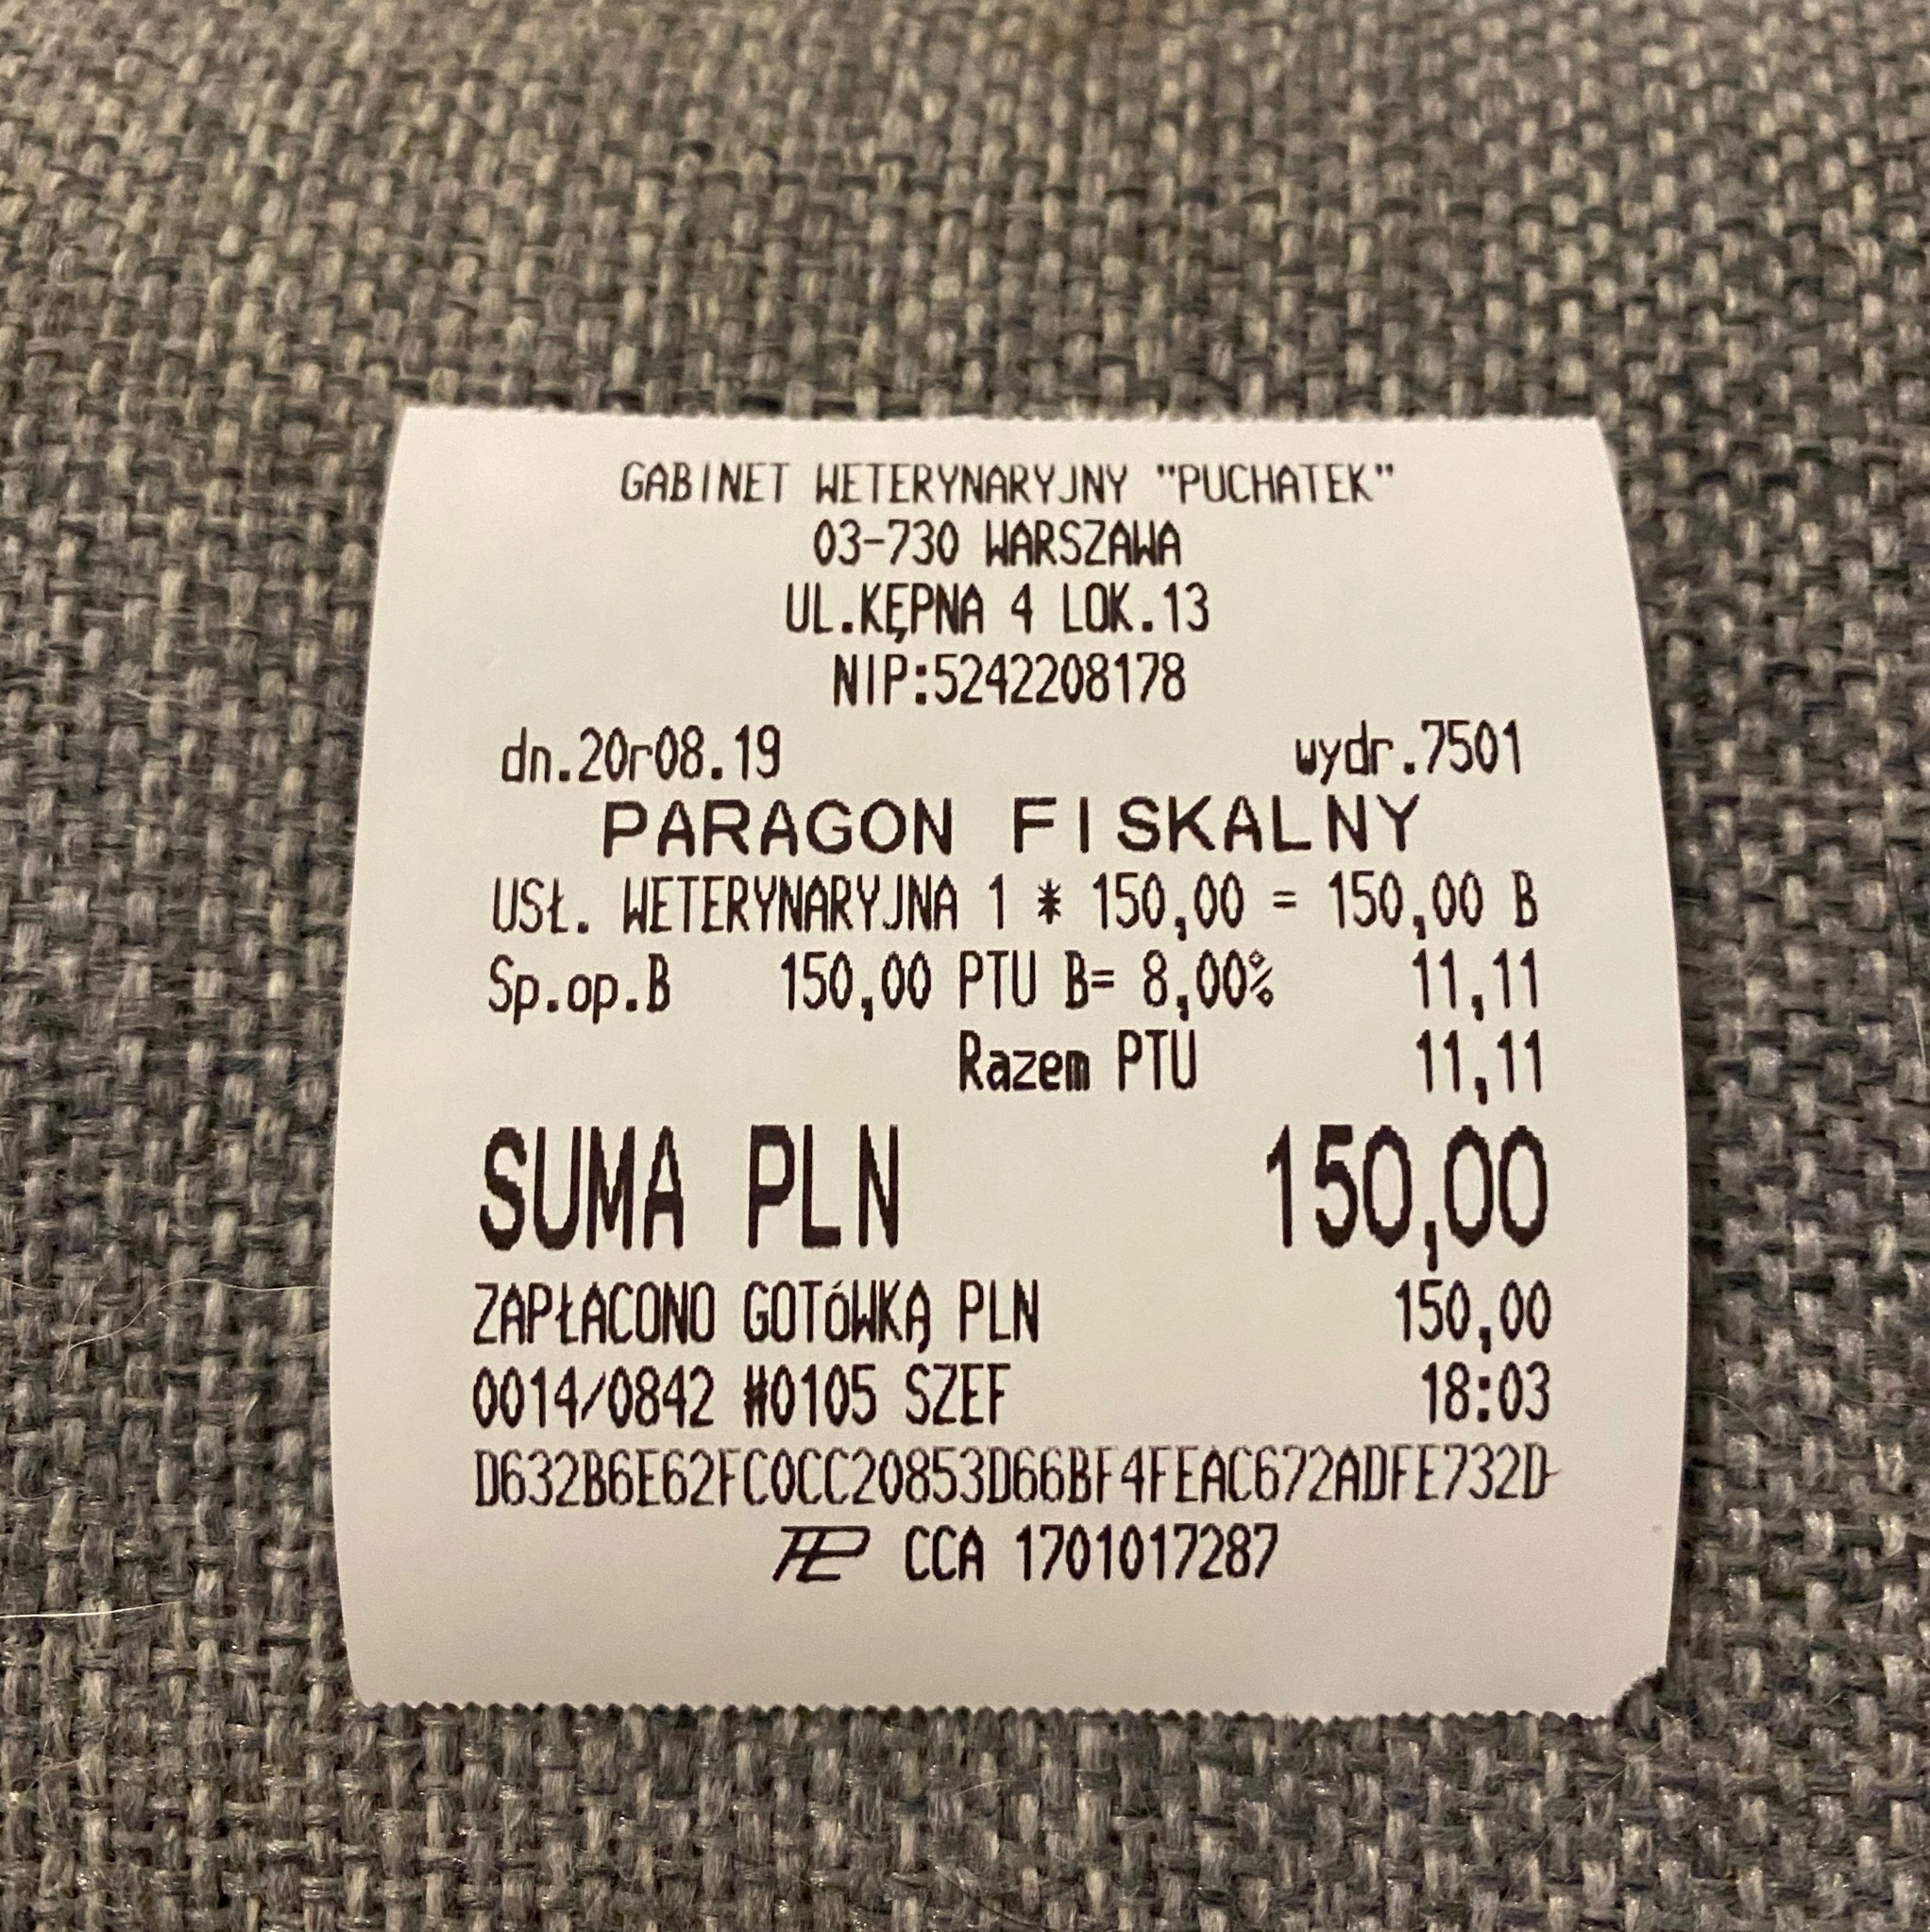 GABINET WETERYNARYJNY "PUCHATEK"
03-730 WARSZAWA
UL.KĘPNA 4 LOK.13
NIP:5242208178
dn.20r08.19 wydr.7501
PARAGON FISKALNY
USŁ. WETERYNARYJNA 1 * 150,00 = 150,00 B
Sp.op.B 150,00 PTU B= 8,00% 11,11
Razem PTU 11,11
SUMA PLN 150,00
ZAPŁACONO GOTÓWKĄ PLN 150,00
0014/0842 #0105 SZEF 18:03
D632B6E62FC0CC20853D66BF4FEAC672ADFE732D
CCA 1701017287